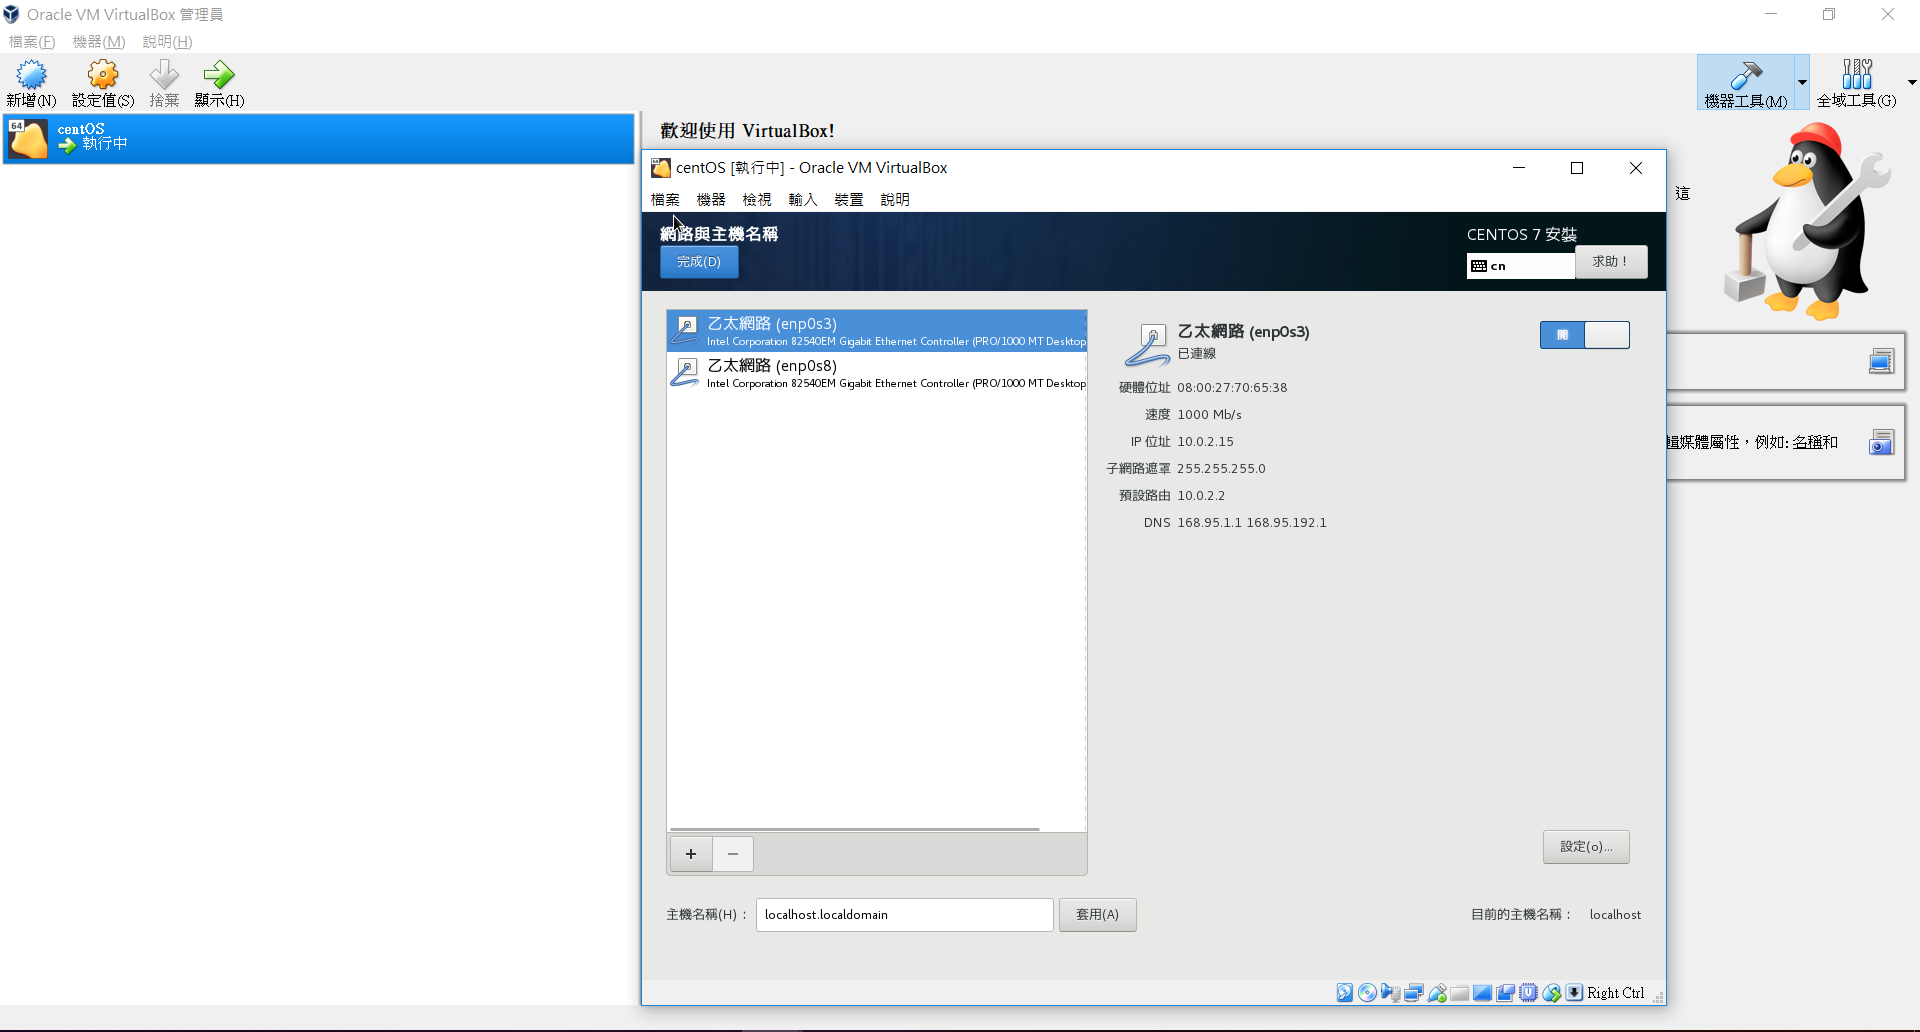 Oracle VM VirtualBox 管理員
檔案(F) 機器(M) 說明(H)
新增(N) 設定值(S) 捨棄 顯示(H)
機器工具(M) 全域工具(G)
64
centOS
執行中
歡迎使用 VirtualBox!
這
輯媒體屬性，例如: 名稱和
centOS [執行中] - Oracle VM VirtualBox
檔案 機器 檢視 輸入 裝置 說明
網路與主機名稱
完成(D)
CENTOS 7 安裝
cn
求助！
乙太網路 (enp0s3)
Intel Corporation 82540EM Gigabit Ethernet Controller (PRO/1000 MT Desktop
乙太網路 (enp0s8)
Intel Corporation 82540EM Gigabit Ethernet Controller (PRO/1000 MT Desktop
乙太網路 (enp0s3)
已連線
開
硬體位址 08:00:27:70:65:38
速度 1000 Mb/s
IP 位址 10.0.2.15
子網路遮罩 255.255.255.0
預設路由 10.0.2.2
DNS 168.95.1.1 168.95.192.1
+ −
設定(o)...
主機名稱(H)： localhost.localdomain 套用(A)
目前的主機名稱： localhost
Right Ctrl